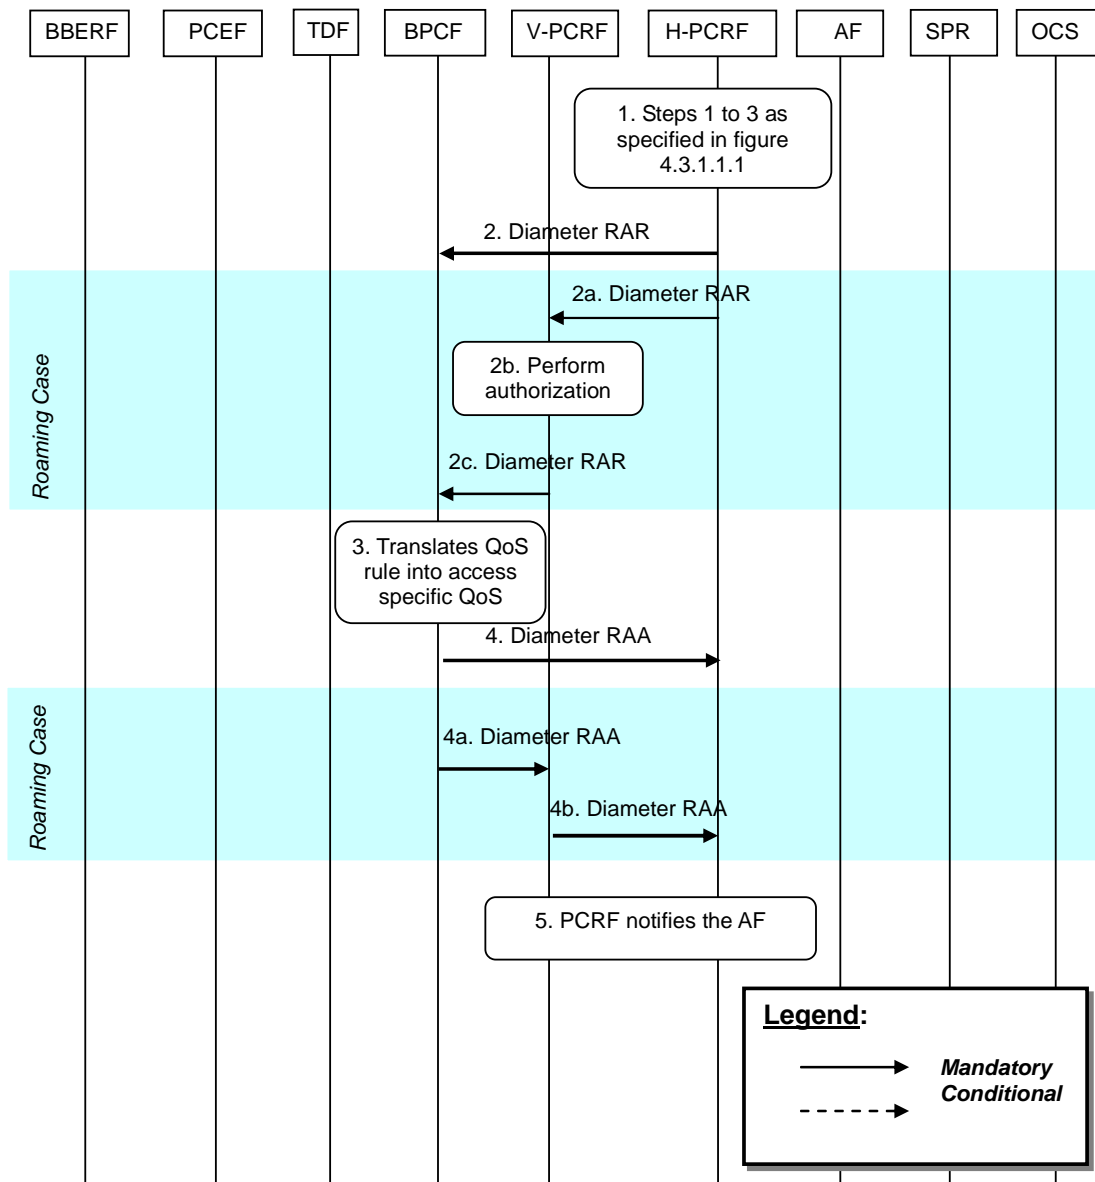 BBERF PCEF TDF BPCF V-PCRF H-PCRF AF SPR OCS
1. Steps 1 to 3 as
specified in figure
4.3.1.1.1
2. Diameter RAR
2a. Diameter RAR
2b. Perform
authorization
Roaming Case
2c. Diameter RAR
3. Translates QoS
rule into access
specific QoS
4. Diameter RAA
4a. Diameter RAA
Roaming Case
4b. Diameter RAA
5. PCRF notifies the AF
Legend:
Mandatory
Conditional